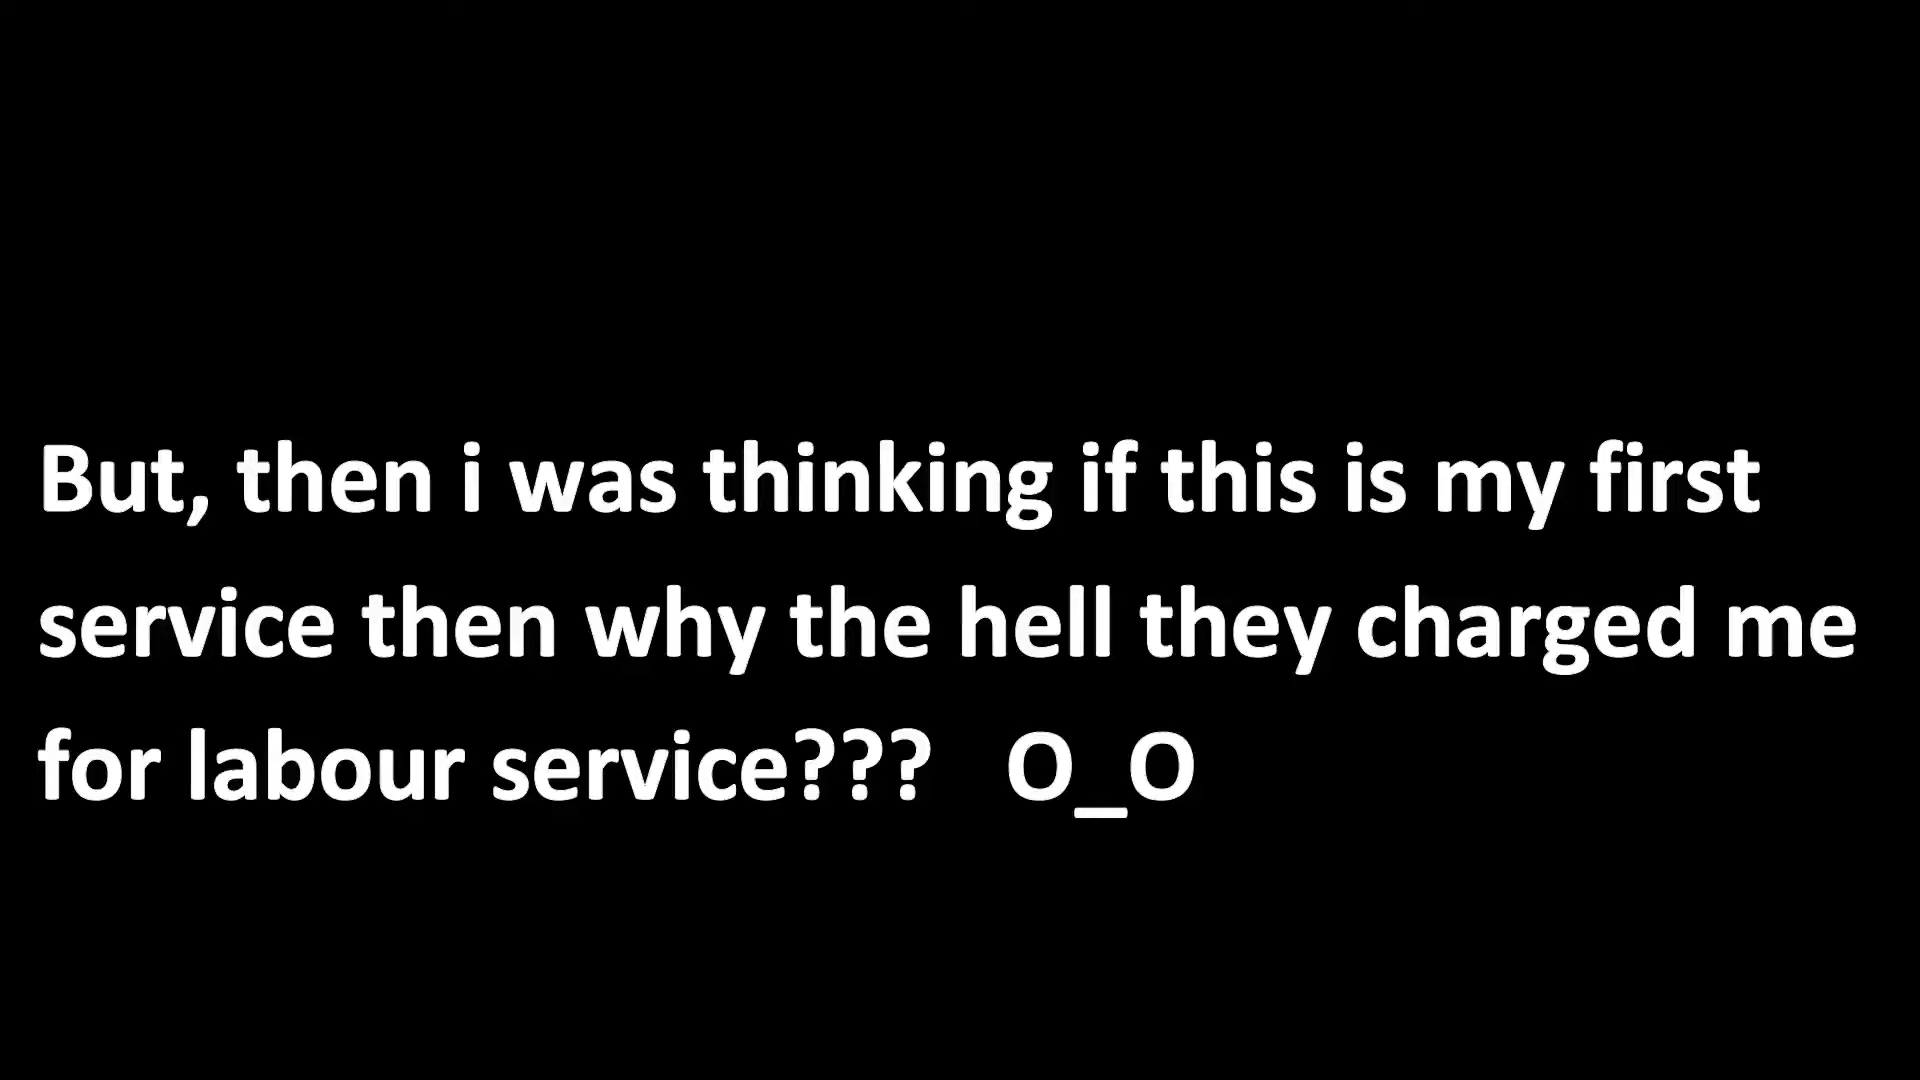 But, then i was thinking if this is my first
service then why the hell they charged me
for labour service???   O_O